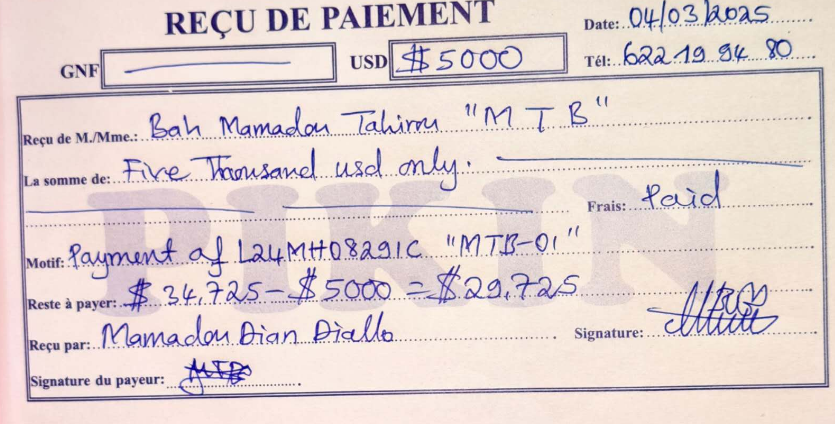 REÇU DE PAIEMENT
Date: 04/03/2025
GNF
USD $5000
Tél: 622 19 94 80
Reçu de M./Mme.: Bah Mamadou Tahirou "MTB"
La somme de: Five Thousand usd only.
Frais: Paid
PIKIN
Motif: Payment of L24MH08291C "MTB-01"
Reste à payer: $ 34,725 - $5000 = $29,725
Reçu par: Mamadou Dian Diallo
Signature:
Signature du payeur: MTB